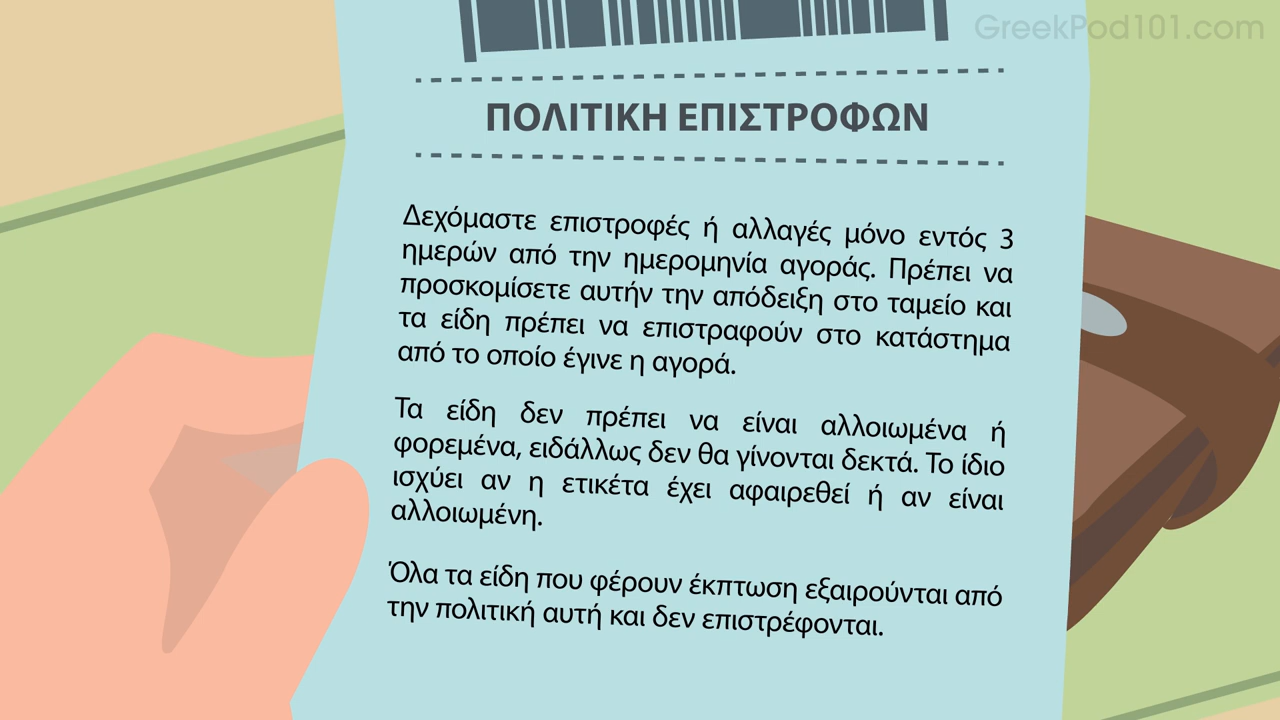 GreekPod101.com
ΠΟΛΙΤΙΚΗ ΕΠΙΣΤΡΟΦΩΝ
Δεχόμαστε επιστροφές ή αλλαγές μόνο εντός 3
ημερών από την ημερομηνία αγοράς. Πρέπει να
προσκομίσετε αυτήν την απόδειξη στο ταμείο και
τα είδη πρέπει να επιστραφούν στο κατάστημα
από το οποίο έγινε η αγορά.
Τα είδη δεν πρέπει να είναι αλλοιωμένα ή
φορεμένα, ειδάλλως δεν θα γίνονται δεκτά. Το ίδιο
ισχύει αν η ετικέτα έχει αφαιρεθεί ή αν είναι
αλλοιωμένη.
Όλα τα είδη που φέρουν έκπτωση εξαιρούνται από
την πολιτική αυτή και δεν επιστρέφονται.